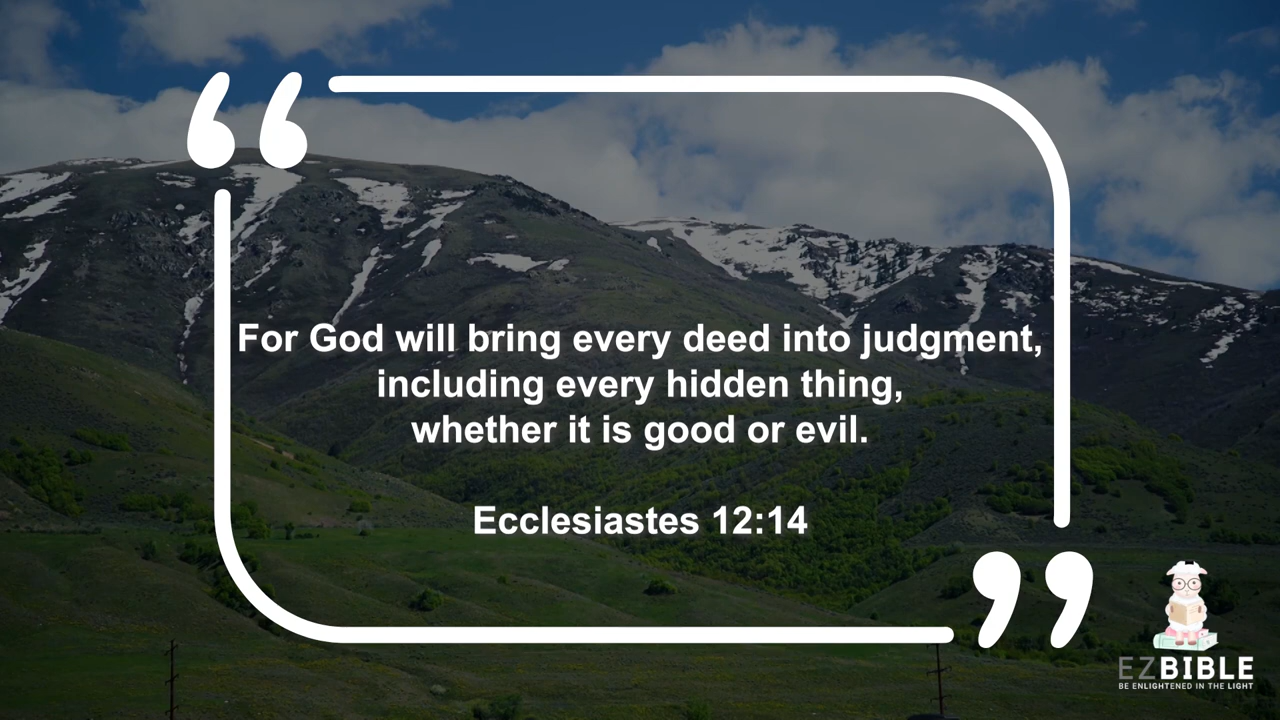 For God will bring every deed into judgment,
including every hidden thing,
whether it is good or evil.
Ecclesiastes 12:14
EZBIBLE
BE ENLIGHTENED IN THE LIGHT